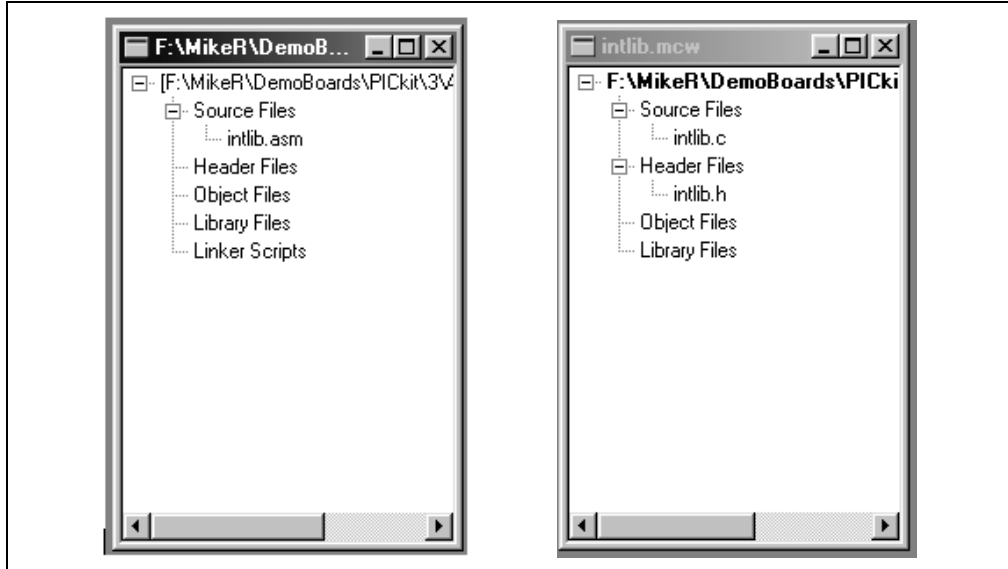 F:\MikeR\DemoB...
[F:\MikeR\DemoBoards\PICkit\3\
Source Files
intlib.asm
Header Files
Object Files
Library Files
Linker Scripts
intlib.mcw
F:\MikeR\DemoBoards\PICki
Source Files
intlib.c
Header Files
intlib.h
Object Files
Library Files